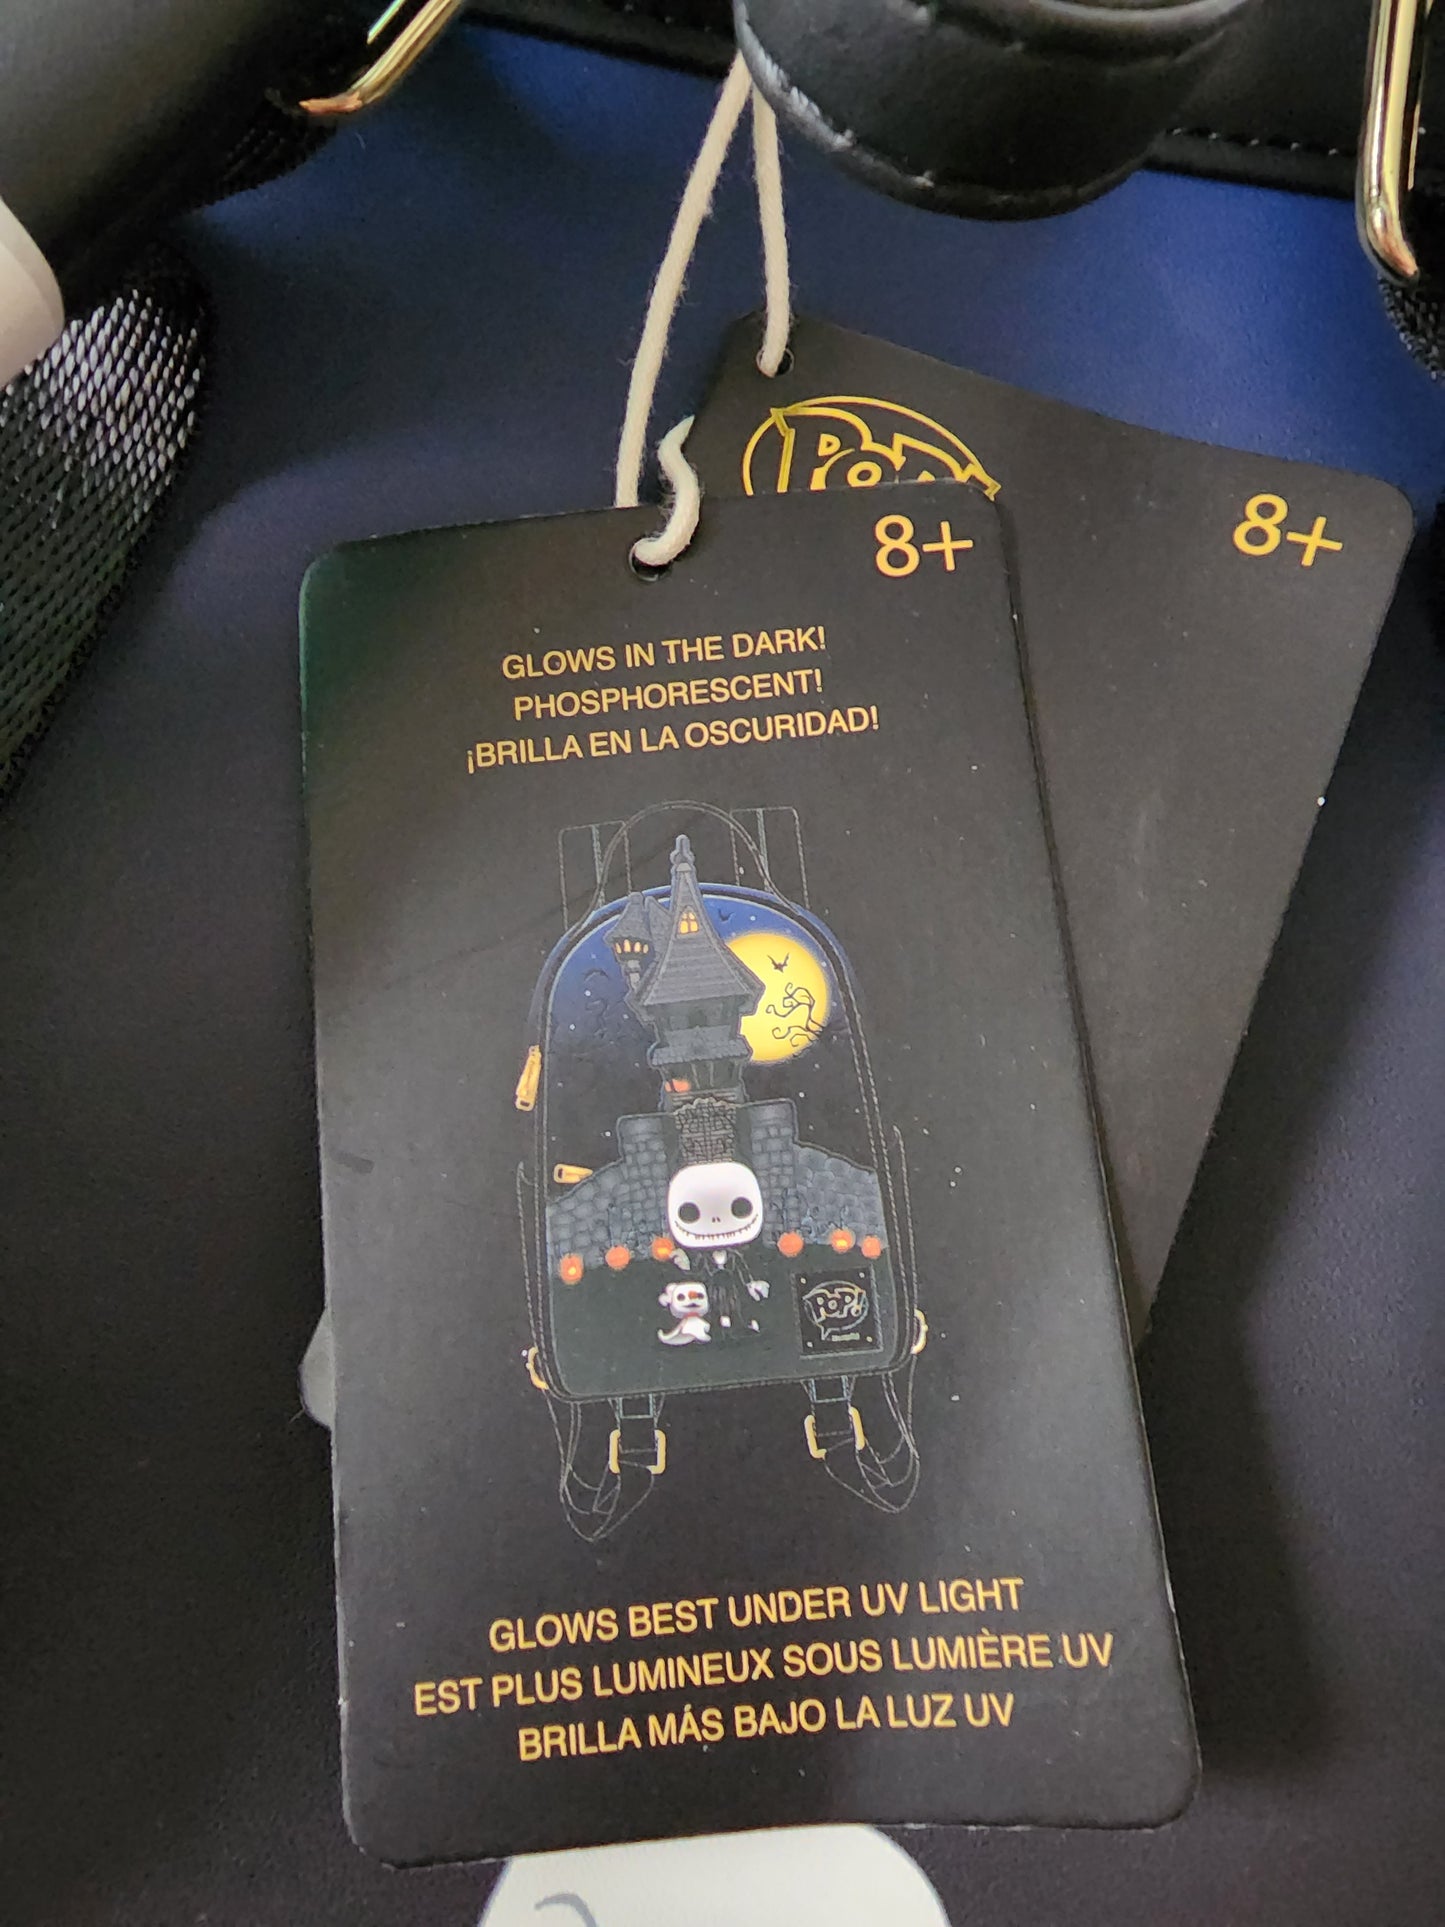 POP!
8+
8+
GLOWS IN THE DARK!
PHOSPHORESCENT!
¡BRILLA EN LA OSCURIDAD!
POP!
GLOWS BEST UNDER UV LIGHT
EST PLUS LUMINEUX SOUS LUMIÈRE UV
BRILLA MÁS BAJO LA LUZ UV